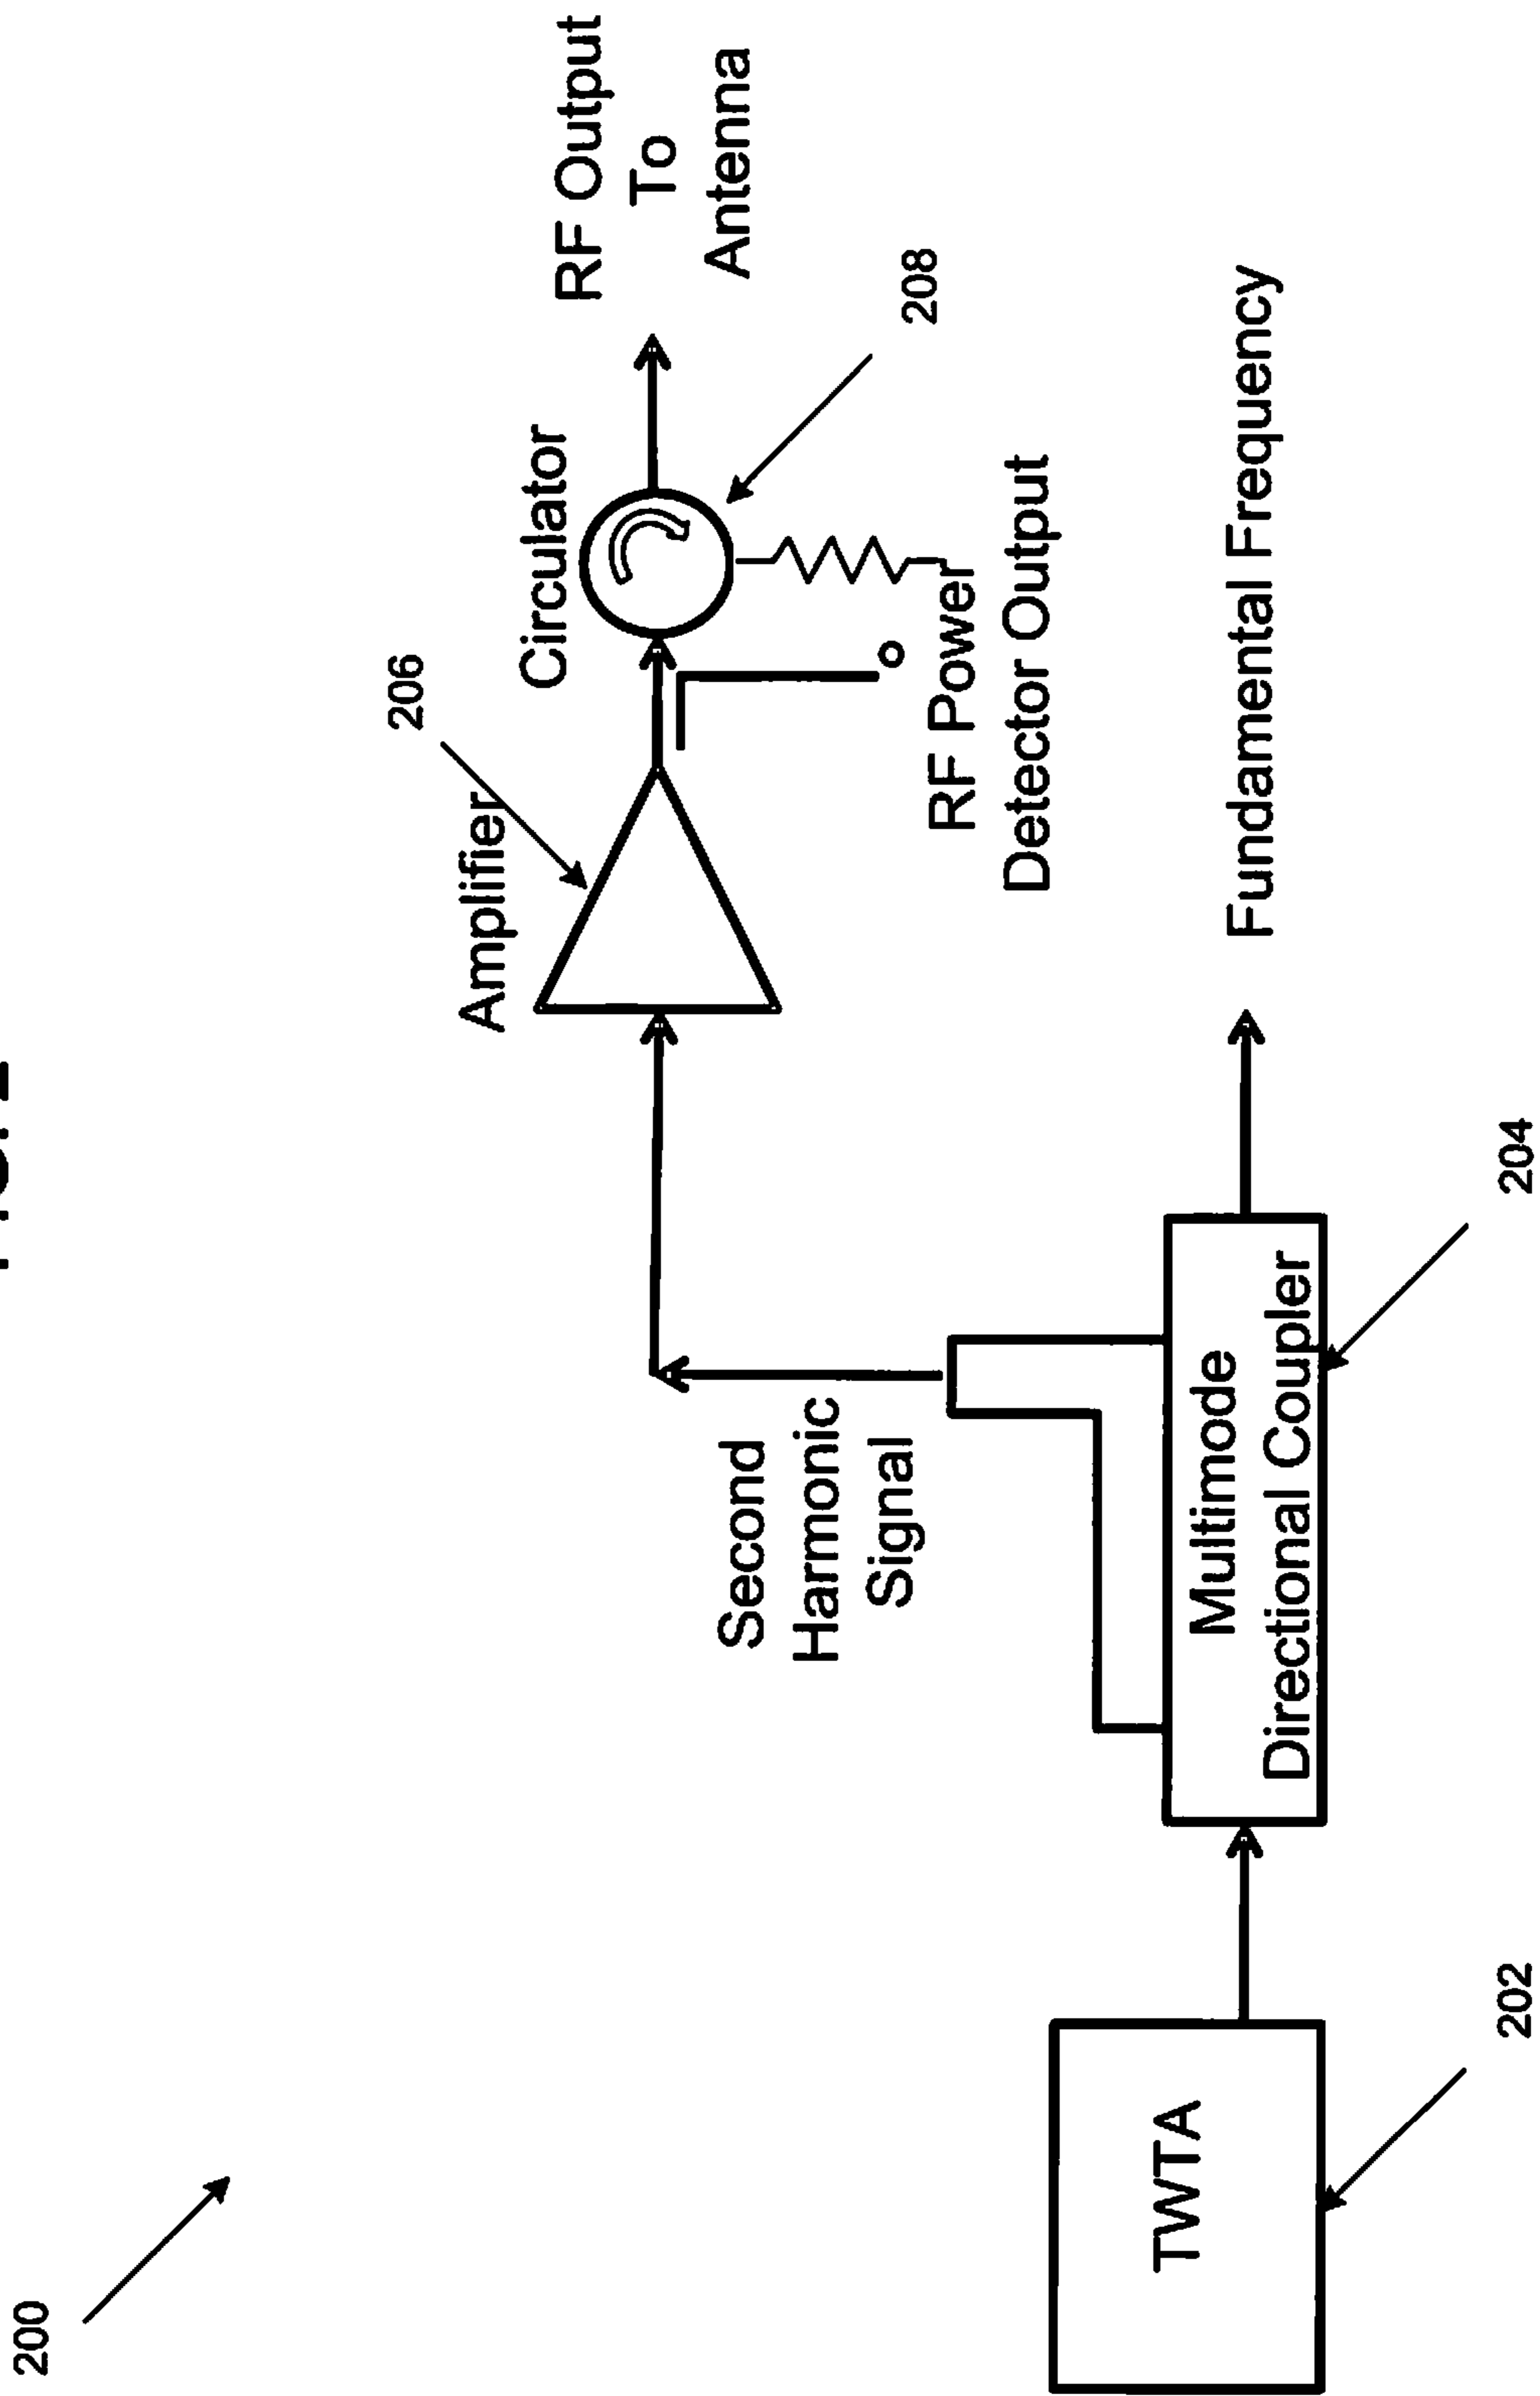 200
206
Amplifier
Circulator
RF Output
To
Antenna
208
Second
Harmonic
Signal
RF Power
Detector Output
TWTA
Multimode
Directional Coupler
Fundamental Frequency
202
204